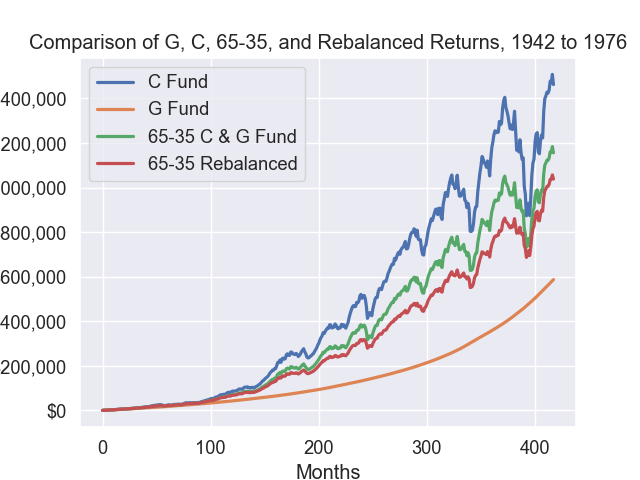 Comparison of G, C, 65-35, and Rebalanced Returns, 1942 to 1976
C Fund
G Fund
65-35 C & G Fund
65-35 Rebalanced
400,000
200,000
000,000
800,000
600,000
400,000
200,000
$0
0 100 200 300 400
Months